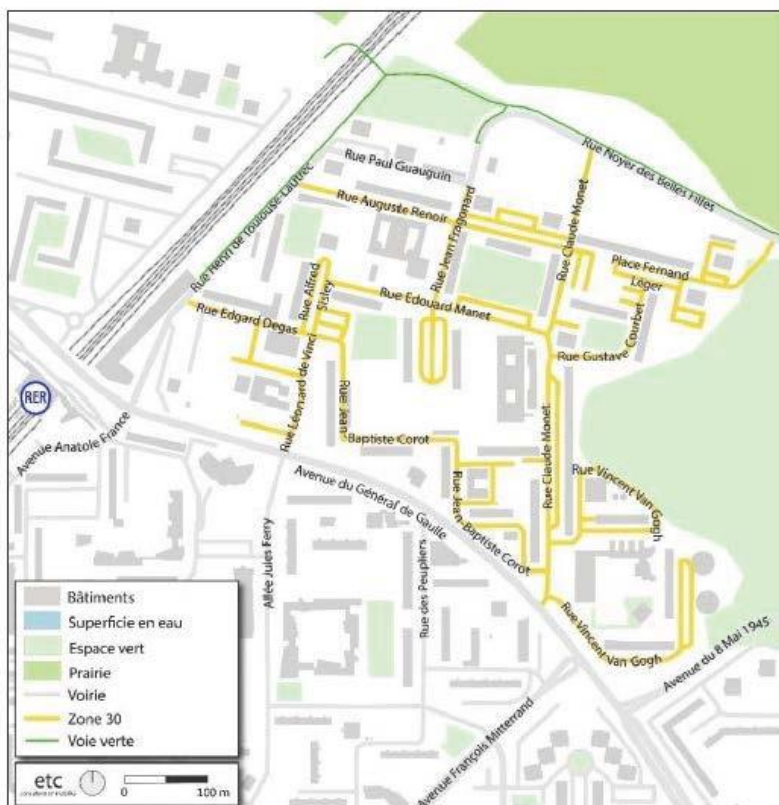 Rue Noyer des Belles Filles
Rue Paul Guauguin
Rue Henri de Toulouse-Lautrec
Rue Auguste Renoir
Rue Jean Fragonard
Rue Claude Monet
Place Fernand
Léger
Rue Alfred
Sisley
Rue Edouard Manet
Rue Edgard Degas
Rue Gustave Courbet
Rue Léonard de Vinci
Rue Jean
Baptiste Corot
RER
Avenue Anatole France
Rue Claude Monet
Rue Vincent Van Gogh
Avenue du Général de Gaulle
Rue Jean-Baptiste Corot
Allée Jules Ferry
Rue des Peupliers
Rue Vincent Van Gogh
Avenue du 8 Mai 1945
Avenue François Mitterrand
Bâtiments
Superficie en eau
Espace vert
Prairie
Voirie
Zone 30
Voie verte
etc
0 100 m